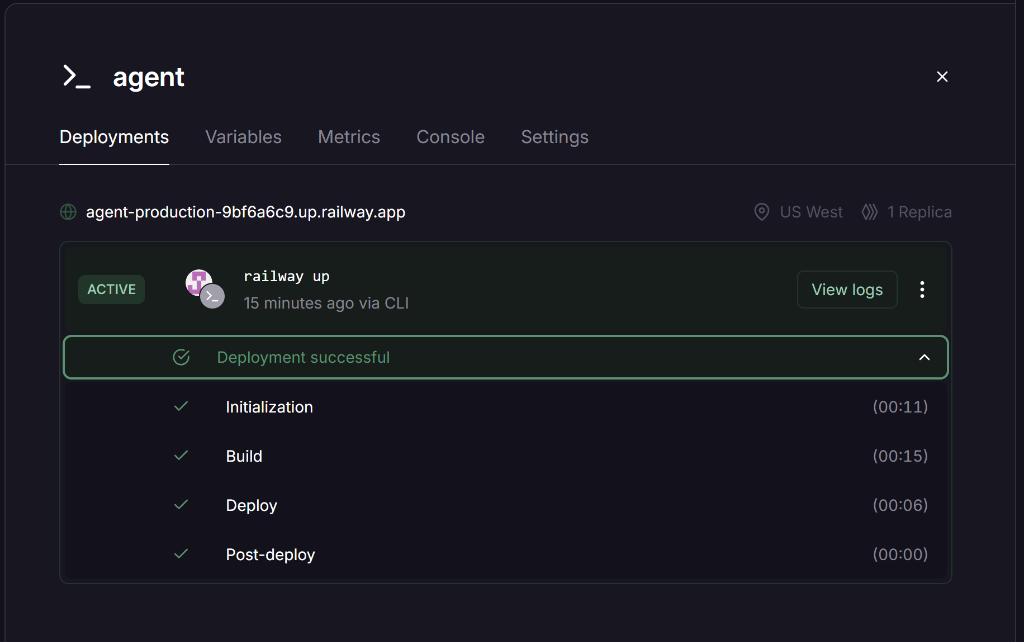 agent
Deployments Variables Metrics Console Settings
agent-production-9bf6a6c9.up.railway.app US West 1 Replica
ACTIVE railway up View logs
15 minutes ago via CLI
Deployment successful
Initialization (00:11)
Build (00:15)
Deploy (00:06)
Post-deploy (00:00)